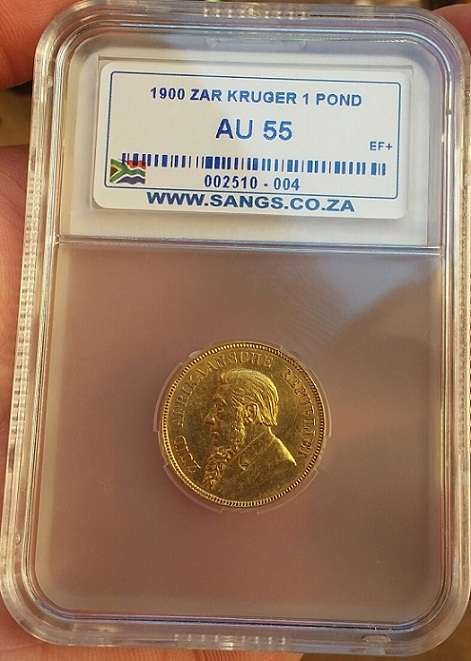 1900 ZAR KRUGER 1 POND
AU 55
EF+
002510 - 004
WWW.SANGS.CO.ZA
ZUID AFRIKAANSCHE REPUBLIEK